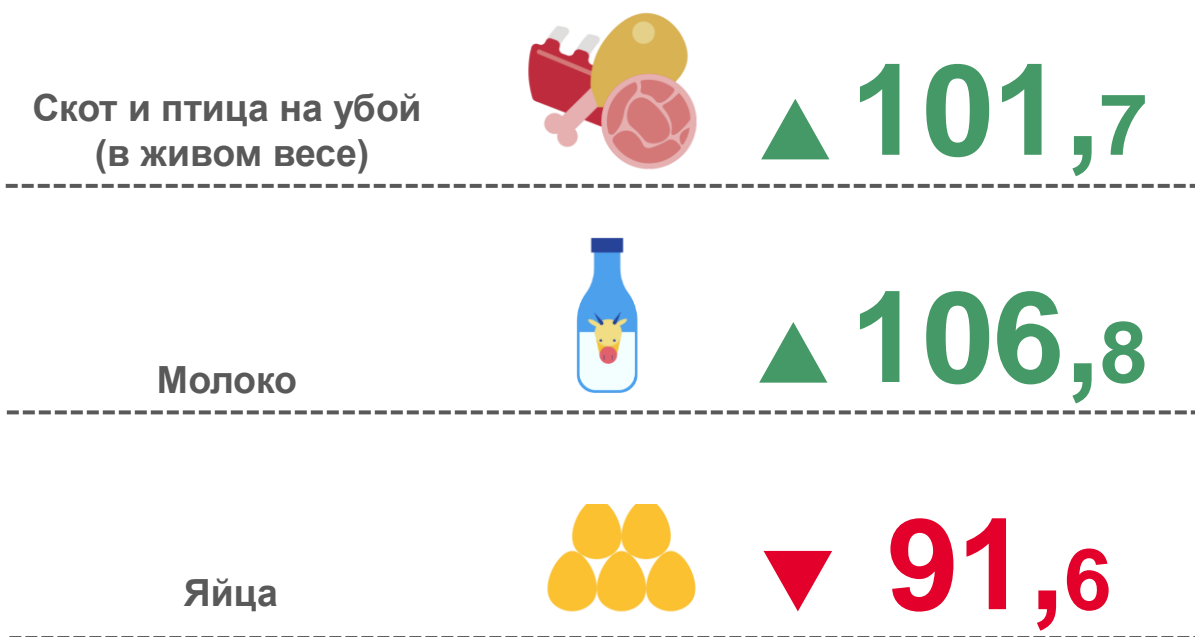 Скот и птица на убой
(в живом весе)
▲ 101,7
Молоко
▲ 106,8
Яйца
▼ 91,6